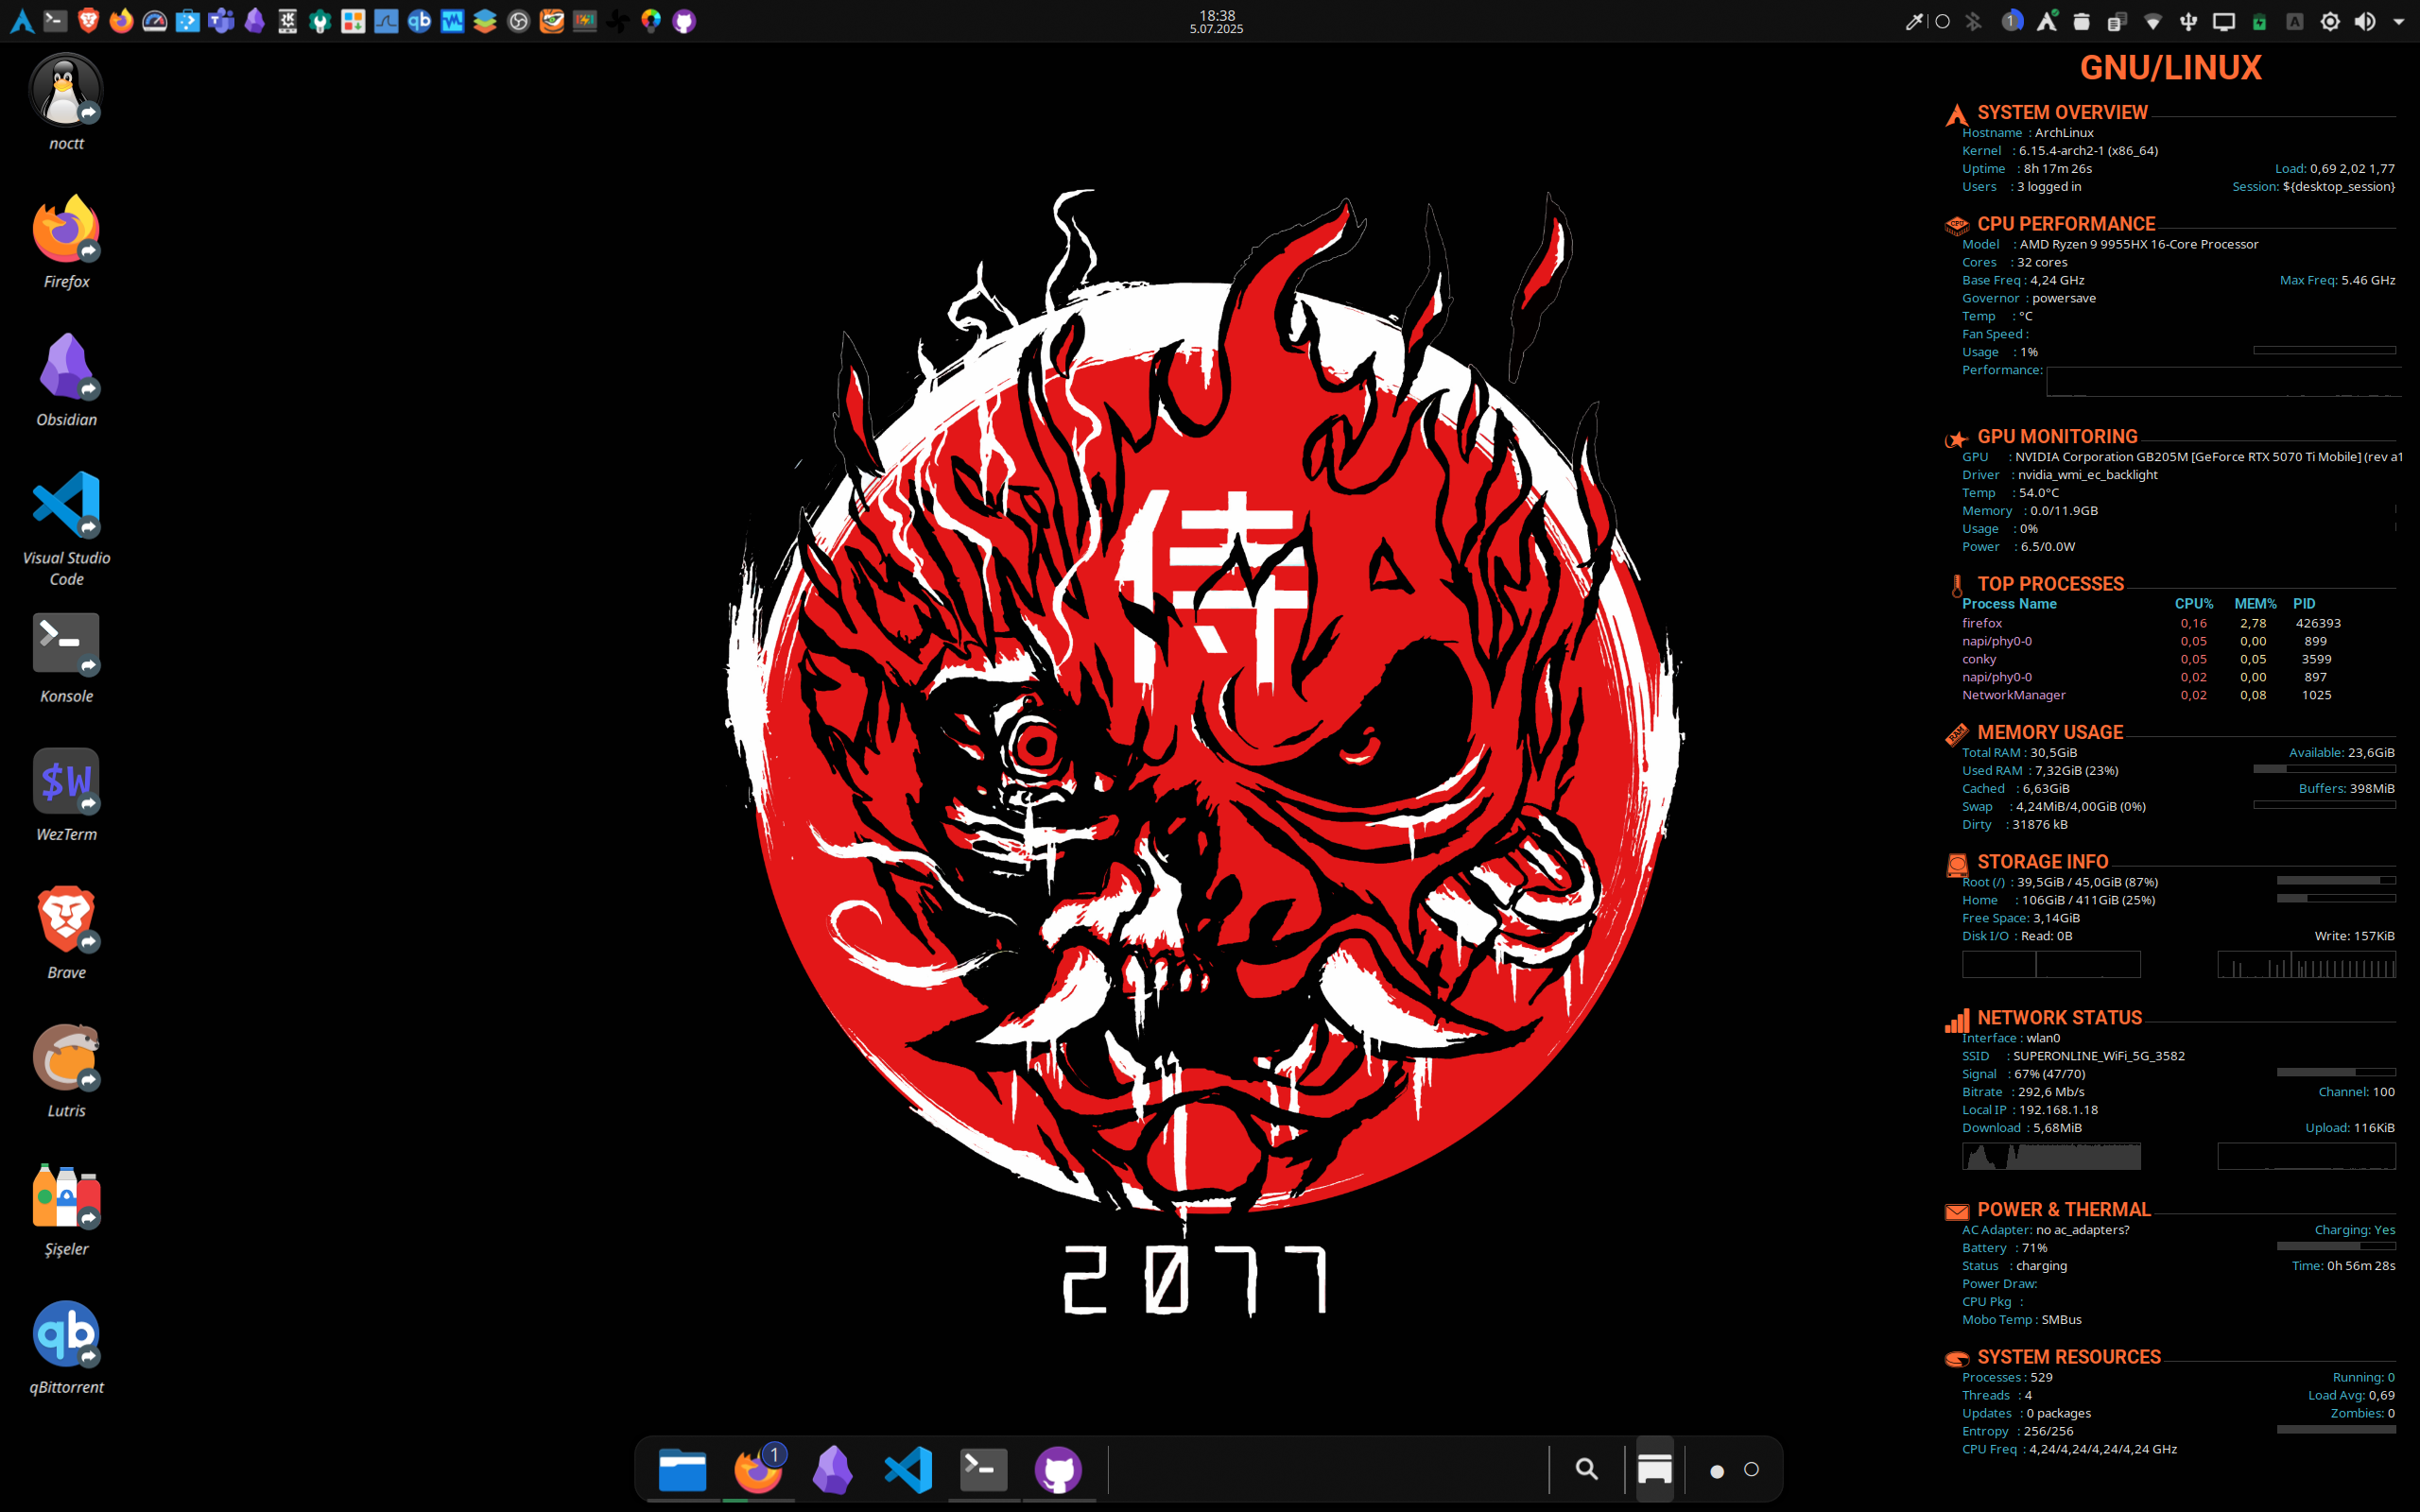 18:38
5.07.2025
1
A
noctt
Firefox
Obsidian
Visual Studio
Code
Konsole
$W
WezTerm
Brave
Lutris
Şişeler
qb
qBittorrent
侍
2077
1
GNU/LINUX
SYSTEM OVERVIEW
Hostname : ArchLinux
Kernel : 6.15.4-arch2-1 (x86_64)
Uptime : 8h 17m 26s Load: 0,69 2,02 1,77
Users : 3 logged in Session: ${desktop_session}
CPU PERFORMANCE
Model : AMD Ryzen 9 9955HX 16-Core Processor
Cores : 32 cores
Base Freq : 4,24 GHz Max Freq: 5.46 GHz
Governor : powersave
Temp : °C
Fan Speed :
Usage : 1%
Performance:
GPU MONITORING
GPU : NVIDIA Corporation GB205M [GeForce RTX 5070 Ti Mobile] (rev a1
Driver : nvidia_wmi_ec_backlight
Temp : 54.0°C
Memory : 0.0/11.9GB
Usage : 0%
Power : 6.5/0.0W
TOP PROCESSES
Process Name CPU% MEM% PID
firefox 0,16 2,78 426393
napi/phy0-0 0,05 0,00 899
conky 0,05 0,05 3599
napi/phy0-0 0,02 0,00 897
NetworkManager 0,02 0,08 1025
MEMORY USAGE
Total RAM : 30,5GiB Available: 23,6GiB
Used RAM : 7,32GiB (23%)
Cached : 6,63GiB Buffers: 398MiB
Swap : 4,24MiB/4,00GiB (0%)
Dirty : 31876 kB
STORAGE INFO
Root (/) : 39,5GiB / 45,0GiB (87%)
Home : 106GiB / 411GiB (25%)
Free Space: 3,14GiB
Disk I/O : Read: 0B Write: 157KiB
NETWORK STATUS
Interface : wlan0
SSID : SUPERONLINE_WiFi_5G_3582
Signal : 67% (47/70)
Bitrate : 292,6 Mb/s Channel: 100
Local IP : 192.168.1.18
Download : 5,68MiB Upload: 116KiB
POWER & THERMAL
AC Adapter: no ac_adapters? Charging: Yes
Battery : 71%
Status : charging Time: 0h 56m 28s
Power Draw:
CPU Pkg :
Mobo Temp : SMBus
SYSTEM RESOURCES
Processes : 529 Running: 0
Threads : 4 Load Avg: 0,69
Updates : 0 packages Zombies: 0
Entropy : 256/256
CPU Freq : 4,24/4,24/4,24/4,24 GHz